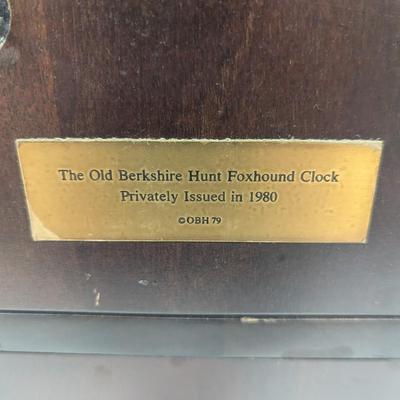 The Old Berkshire Hunt Foxhound Clock
Privately Issued in 1980
©OBH 79